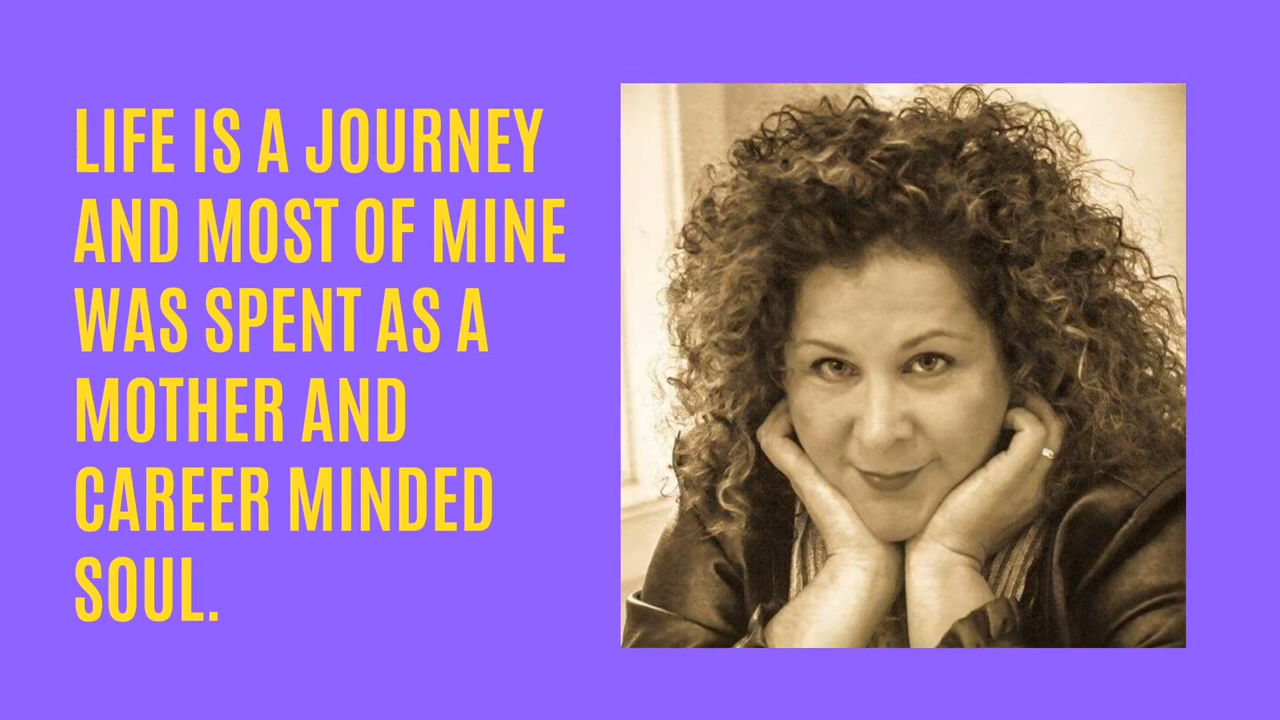 LIFE IS A JOURNEY
AND MOST OF MINE
WAS SPENT AS A
MOTHER AND
CAREER MINDED
SOUL.